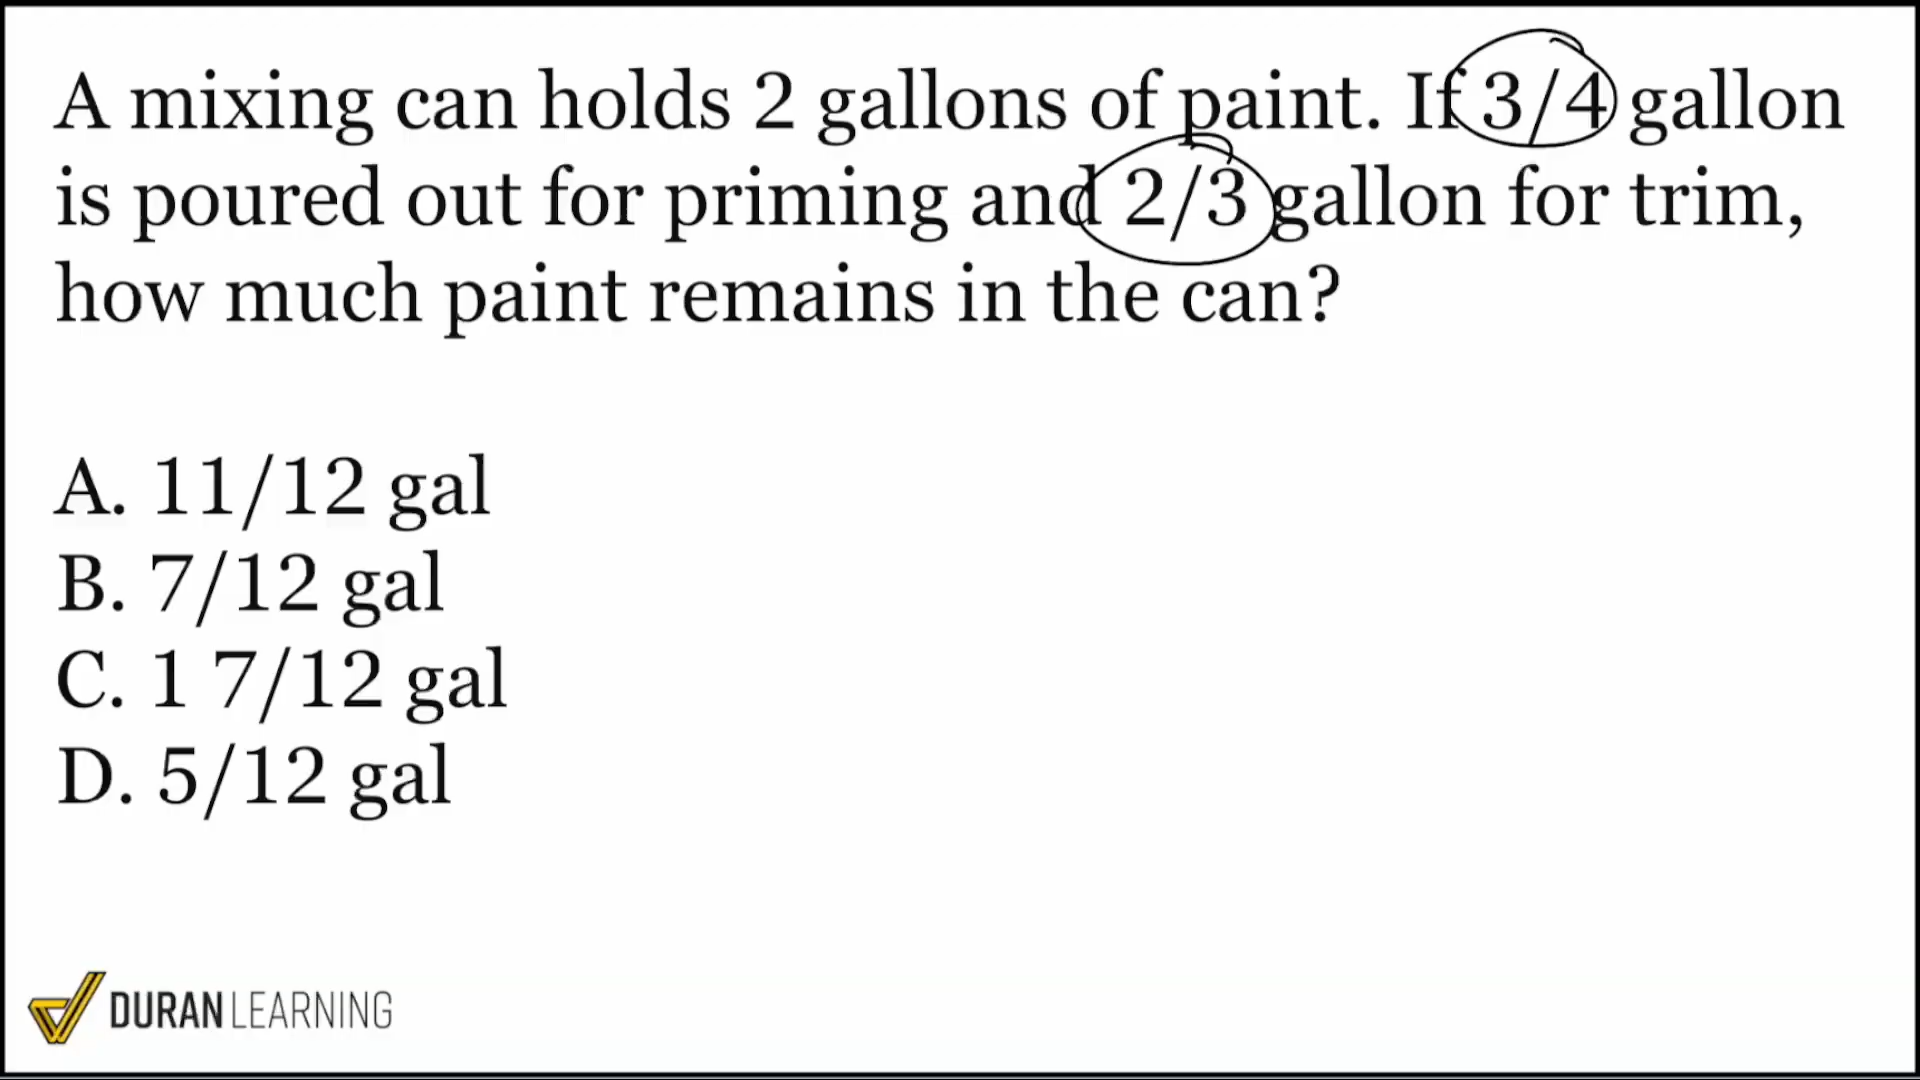 A mixing can holds 2 gallons of paint. If 3/4 gallon
is poured out for priming and 2/3 gallon for trim,
how much paint remains in the can?
A. 11/12 gal
B. 7/12 gal
C. 1 7/12 gal
D. 5/12 gal
DURAN LEARNING